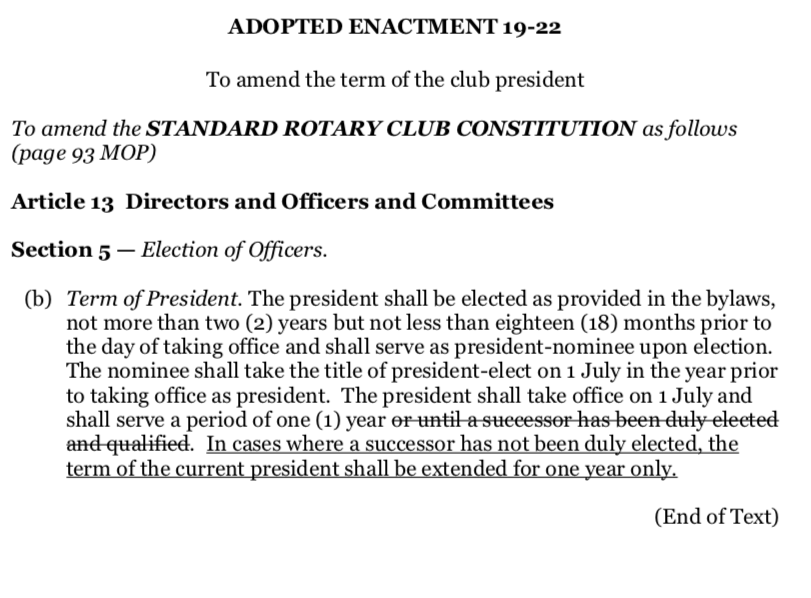 ADOPTED ENACTMENT 19-22
To amend the term of the club president
To amend the STANDARD ROTARY CLUB CONSTITUTION as follows
(page 93 MOP)
Article 13  Directors and Officers and Committees
Section 5 — Election of Officers.
(b)  Term of President. The president shall be elected as provided in the bylaws,
not more than two (2) years but not less than eighteen (18) months prior to
the day of taking office and shall serve as president-nominee upon election.
The nominee shall take the title of president-elect on 1 July in the year prior
to taking office as president.  The president shall take office on 1 July and
shall serve a period of one (1) year or until a successor has been duly elected
and qualified.  In cases where a successor has not been duly elected, the
term of the current president shall be extended for one year only.
(End of Text)